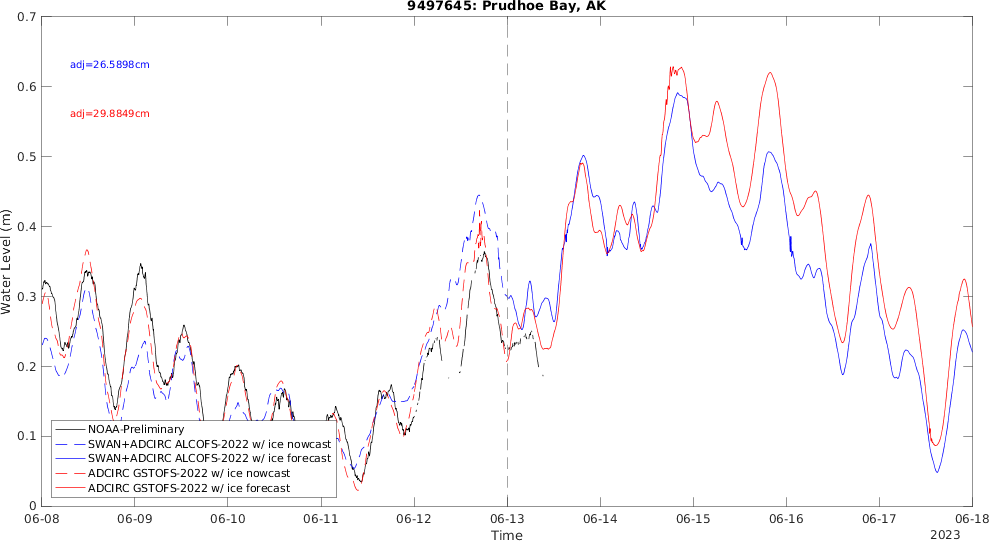 9497645: Prudhoe Bay, AK
0.7
0.6
0.5
0.4
0.3
0.2
0.1
0
Water Level (m)
adj=26.5898cm
adj=29.8849cm
NOAA-Preliminary
SWAN+ADCIRC ALCOFS-2022 w/ ice nowcast
SWAN+ADCIRC ALCOFS-2022 w/ ice forecast
ADCIRC GSTOFS-2022 w/ ice nowcast
ADCIRC GSTOFS-2022 w/ ice forecast
06-08 06-09 06-10 06-11 06-12 06-13 06-14 06-15 06-16 06-17 06-18
Time
2023